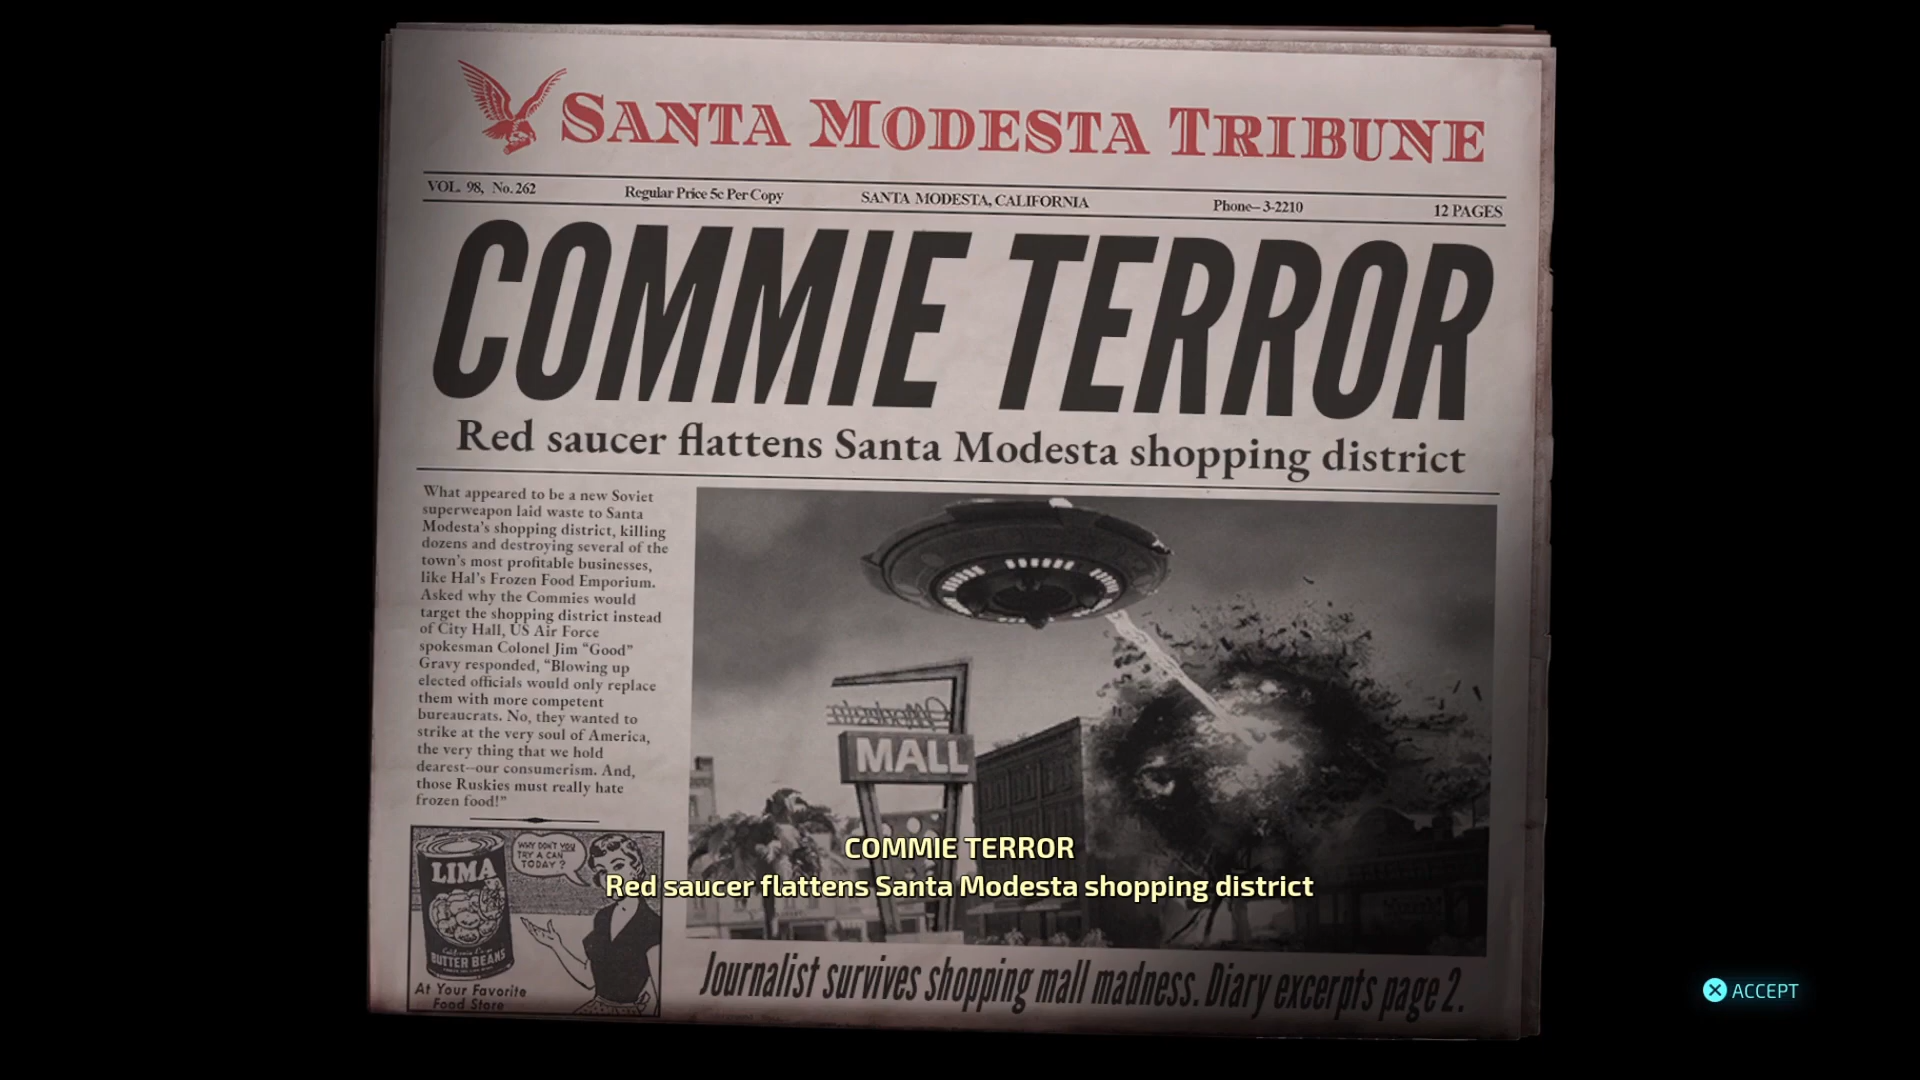 SANTA MODESTA TRIBUNE
VOL. 98, No. 262 Regular Price 5c Per Copy SANTA MODESTA, CALIFORNIA Phone–3-2210 12 PAGES
COMMIE TERROR
Red saucer flattens Santa Modesta shopping district
What appeared to be a new Soviet
superweapon laid waste to Santa
Modesta's shopping district, killing
dozens and destroying several of the
town's most profitable businesses,
like Hal's Frozen Food Emporium.
Asked why the Commies would
target the shopping district instead
of City Hall, US Air Force
spokesman Colonel Jim “Good”
Gravy responded, “Blowing up
elected officials would only replace
them with more competent
bureaucrats. No, they wanted to
strike at the very soul of America,
the very thing that we hold
dearest--our consumerism. And,
those Ruskies must really hate
frozen food!”
MALL
LIMA
BUTTER BEANS
WHY DON'T YOU
TRY A CAN
TODAY?
At Your Favorite
Food Store
Journalist survives shopping mall madness. Diary excerpts page 2.
COMMIE TERROR
Red saucer flattens Santa Modesta shopping district
ACCEPT